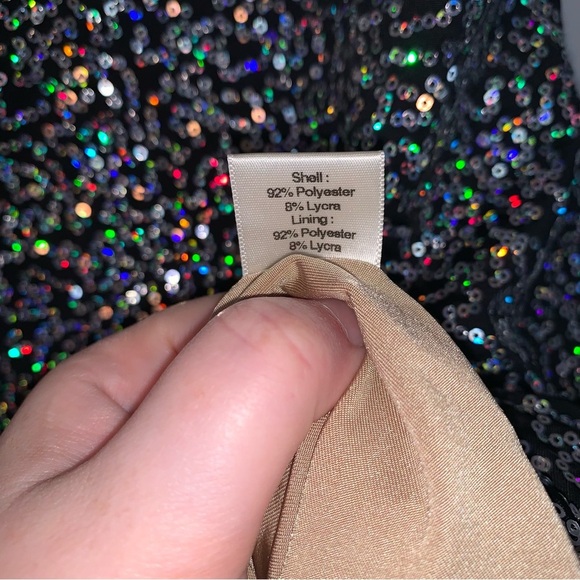 Shell :
92% Polyester
8% Lycra
Lining :
92% Polyester
8% Lycra